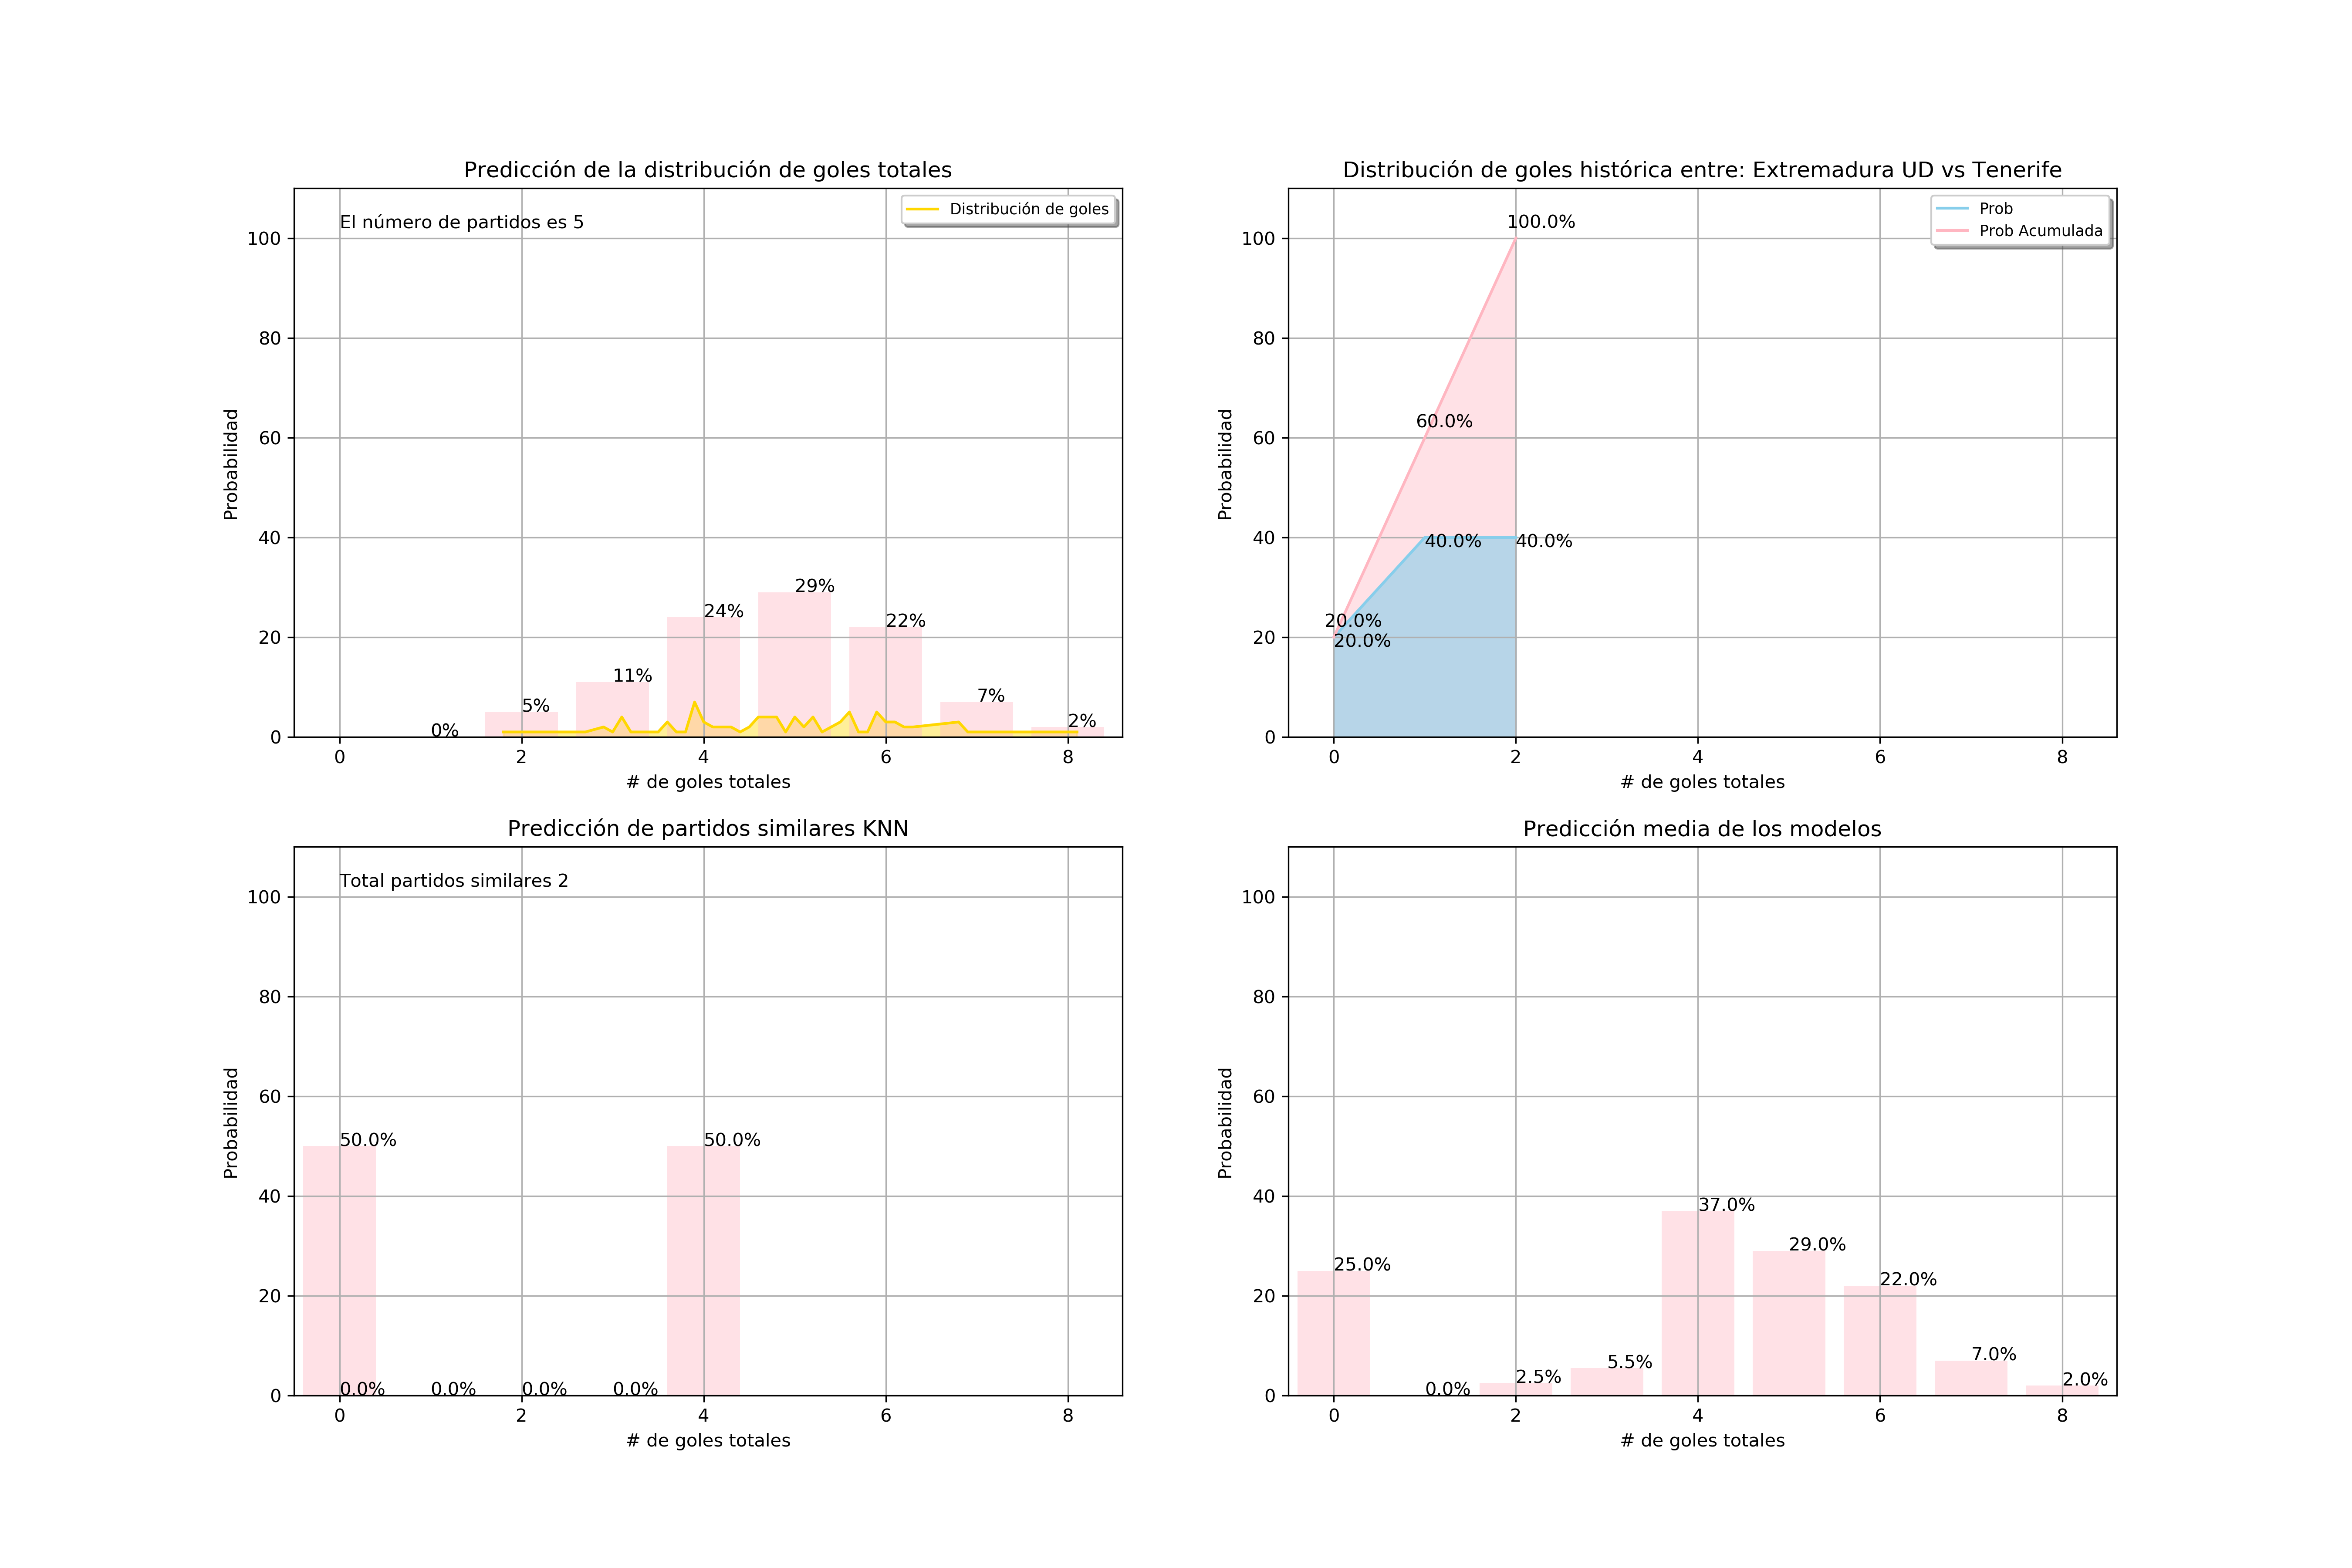 Predicción de la distribución de goles totales
El número de partidos es 5
Distribución de goles
Probabilidad
100
80
60
40
20
0
0%
5%
11%
24%
29%
22%
7%
2%
0 2 4 6 8
# de goles totales
Distribución de goles histórica entre: Extremadura UD vs Tenerife
Prob
Prob Acumulada
Probabilidad
100
80
60
40
20
0
100.0%
60.0%
40.0%
40.0%
20.0%
20.0%
0 2 4 6 8
# de goles totales
Predicción de partidos similares KNN
Total partidos similares 2
Probabilidad
100
80
60
40
20
0
50.0%
50.0%
0.0%
0.0%
0.0%
0.0%
0 2 4 6 8
# de goles totales
Predicción media de los modelos
Probabilidad
100
80
60
40
20
0
25.0%
0.0%
2.5%
5.5%
37.0%
29.0%
22.0%
7.0%
2.0%
0 2 4 6 8
# de goles totales